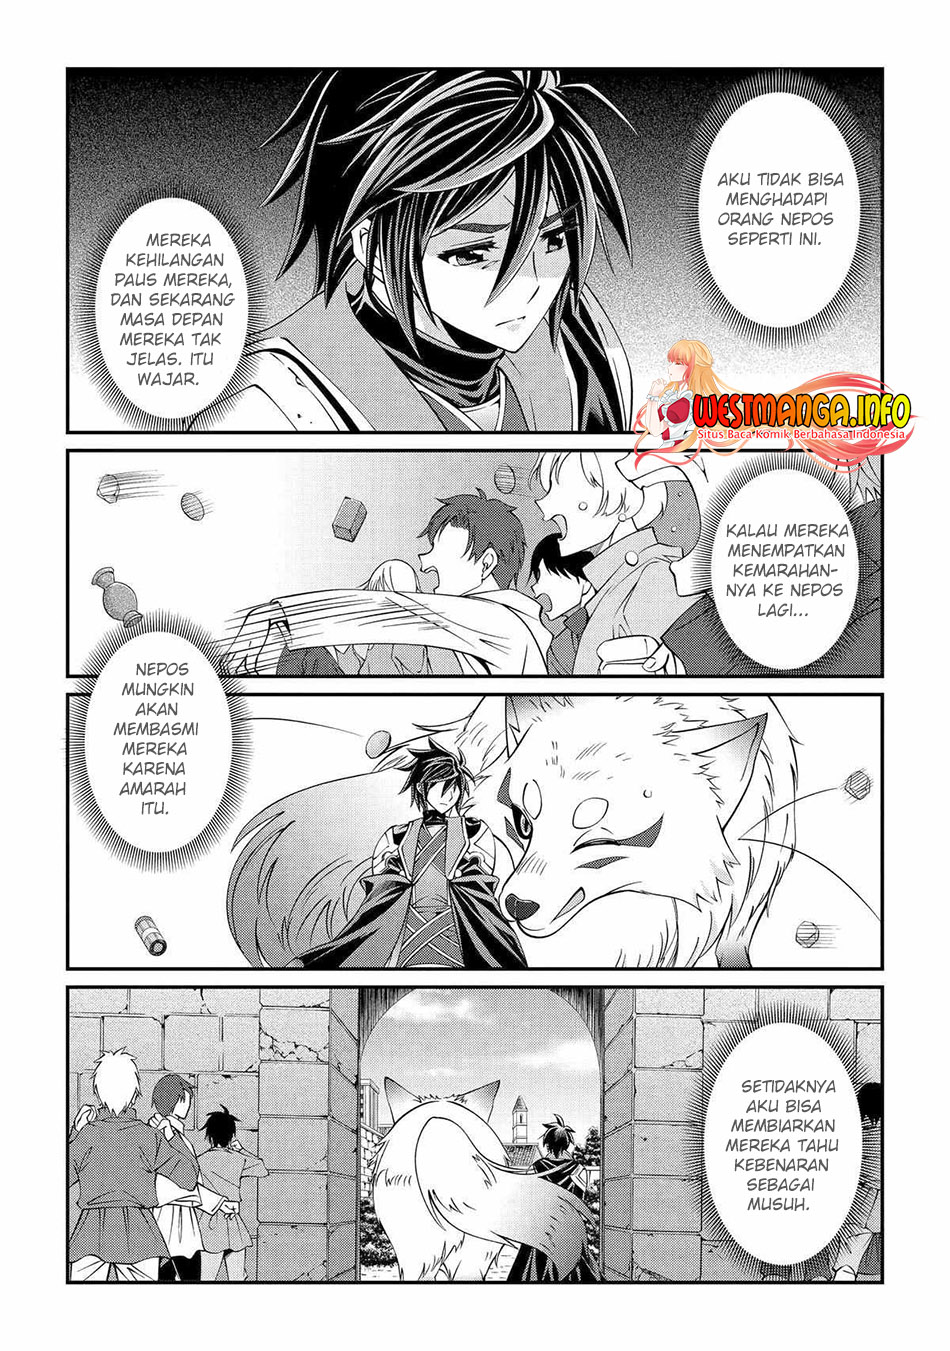 AKU TIDAK BISA
MENGHADAPI
ORANG NEPOS
SEPERTI INI.
MEREKA
KEHILANGAN
PAUS MEREKA,
DAN SEKARANG
MASA DEPAN
MEREKA TAK
JELAS. ITU
WAJAR.
WESTMANGA.INFO
Situs Baca Komik Berbahasa Indonesia
KALAU MEREKA
MENEMPATKAN
KEMARAHAN-
NYA KE NEPOS
LAGI...
NEPOS
MUNGKIN
AKAN
MEMBASMI
MEREKA
KARENA
AMARAH
ITU.
SETIDAKNYA
AKU BISA
MEMBIARKAN
MEREKA TAHU
KEBENARAN
SEBAGAI
MUSUH.